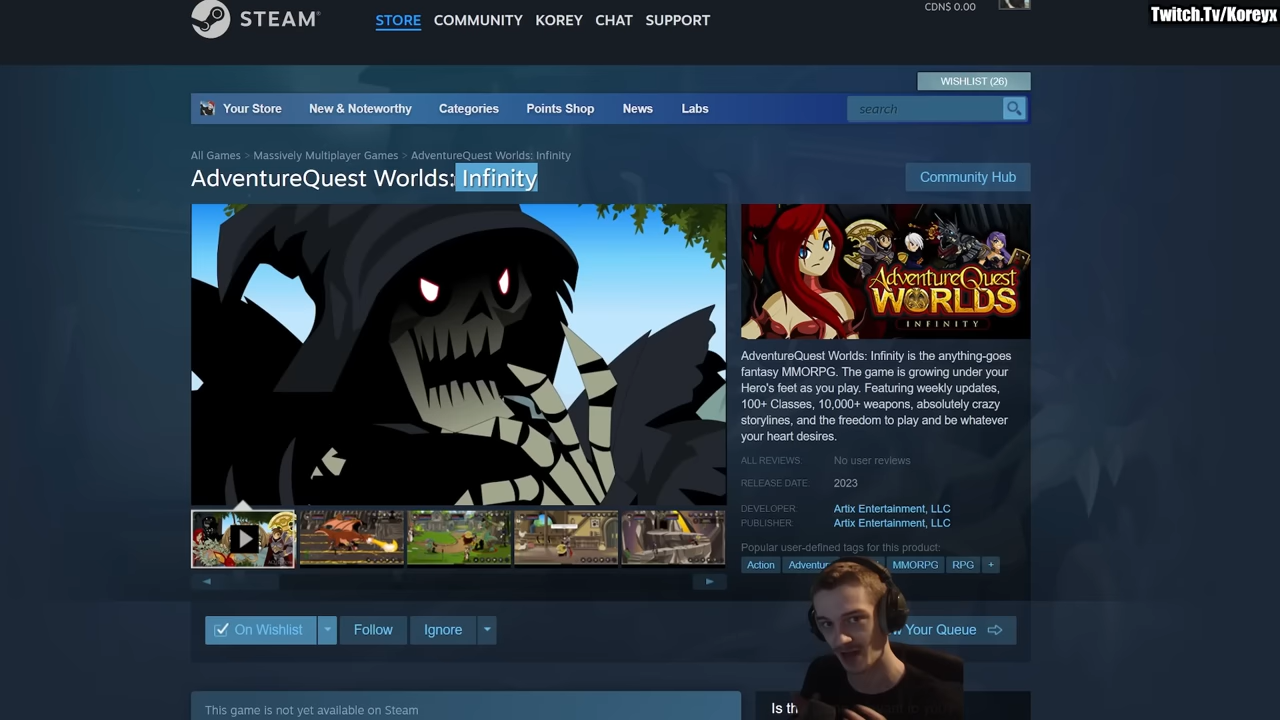 Twitch.Tv/Koreyx
CDN$ 0.00
STEAM
STORE COMMUNITY KOREY CHAT SUPPORT
WISHLIST (26)
Your Store New & Noteworthy Categories Points Shop News Labs
search
All Games > Massively Multiplayer Games > AdventureQuest Worlds: Infinity
AdventureQuest Worlds: Infinity
Community Hub
AdventureQuest
WORLDS
INFINITY
AdventureQuest Worlds: Infinity is the anything-goes
fantasy MMORPG. The game is growing under your
Hero's feet as you play. Featuring weekly updates,
100+ Classes, 10,000+ weapons, absolutely crazy
storylines, and the freedom to play and be whatever
your heart desires.
ALL REVIEWS: No user reviews
RELEASE DATE: 2023
DEVELOPER: Artix Entertainment, LLC
PUBLISHER: Artix Entertainment, LLC
Popular user-defined tags for this product:
Action MMORPG RPG +
On Wishlist Follow Ignore Your Queue
This game is not yet available on Steam
Is